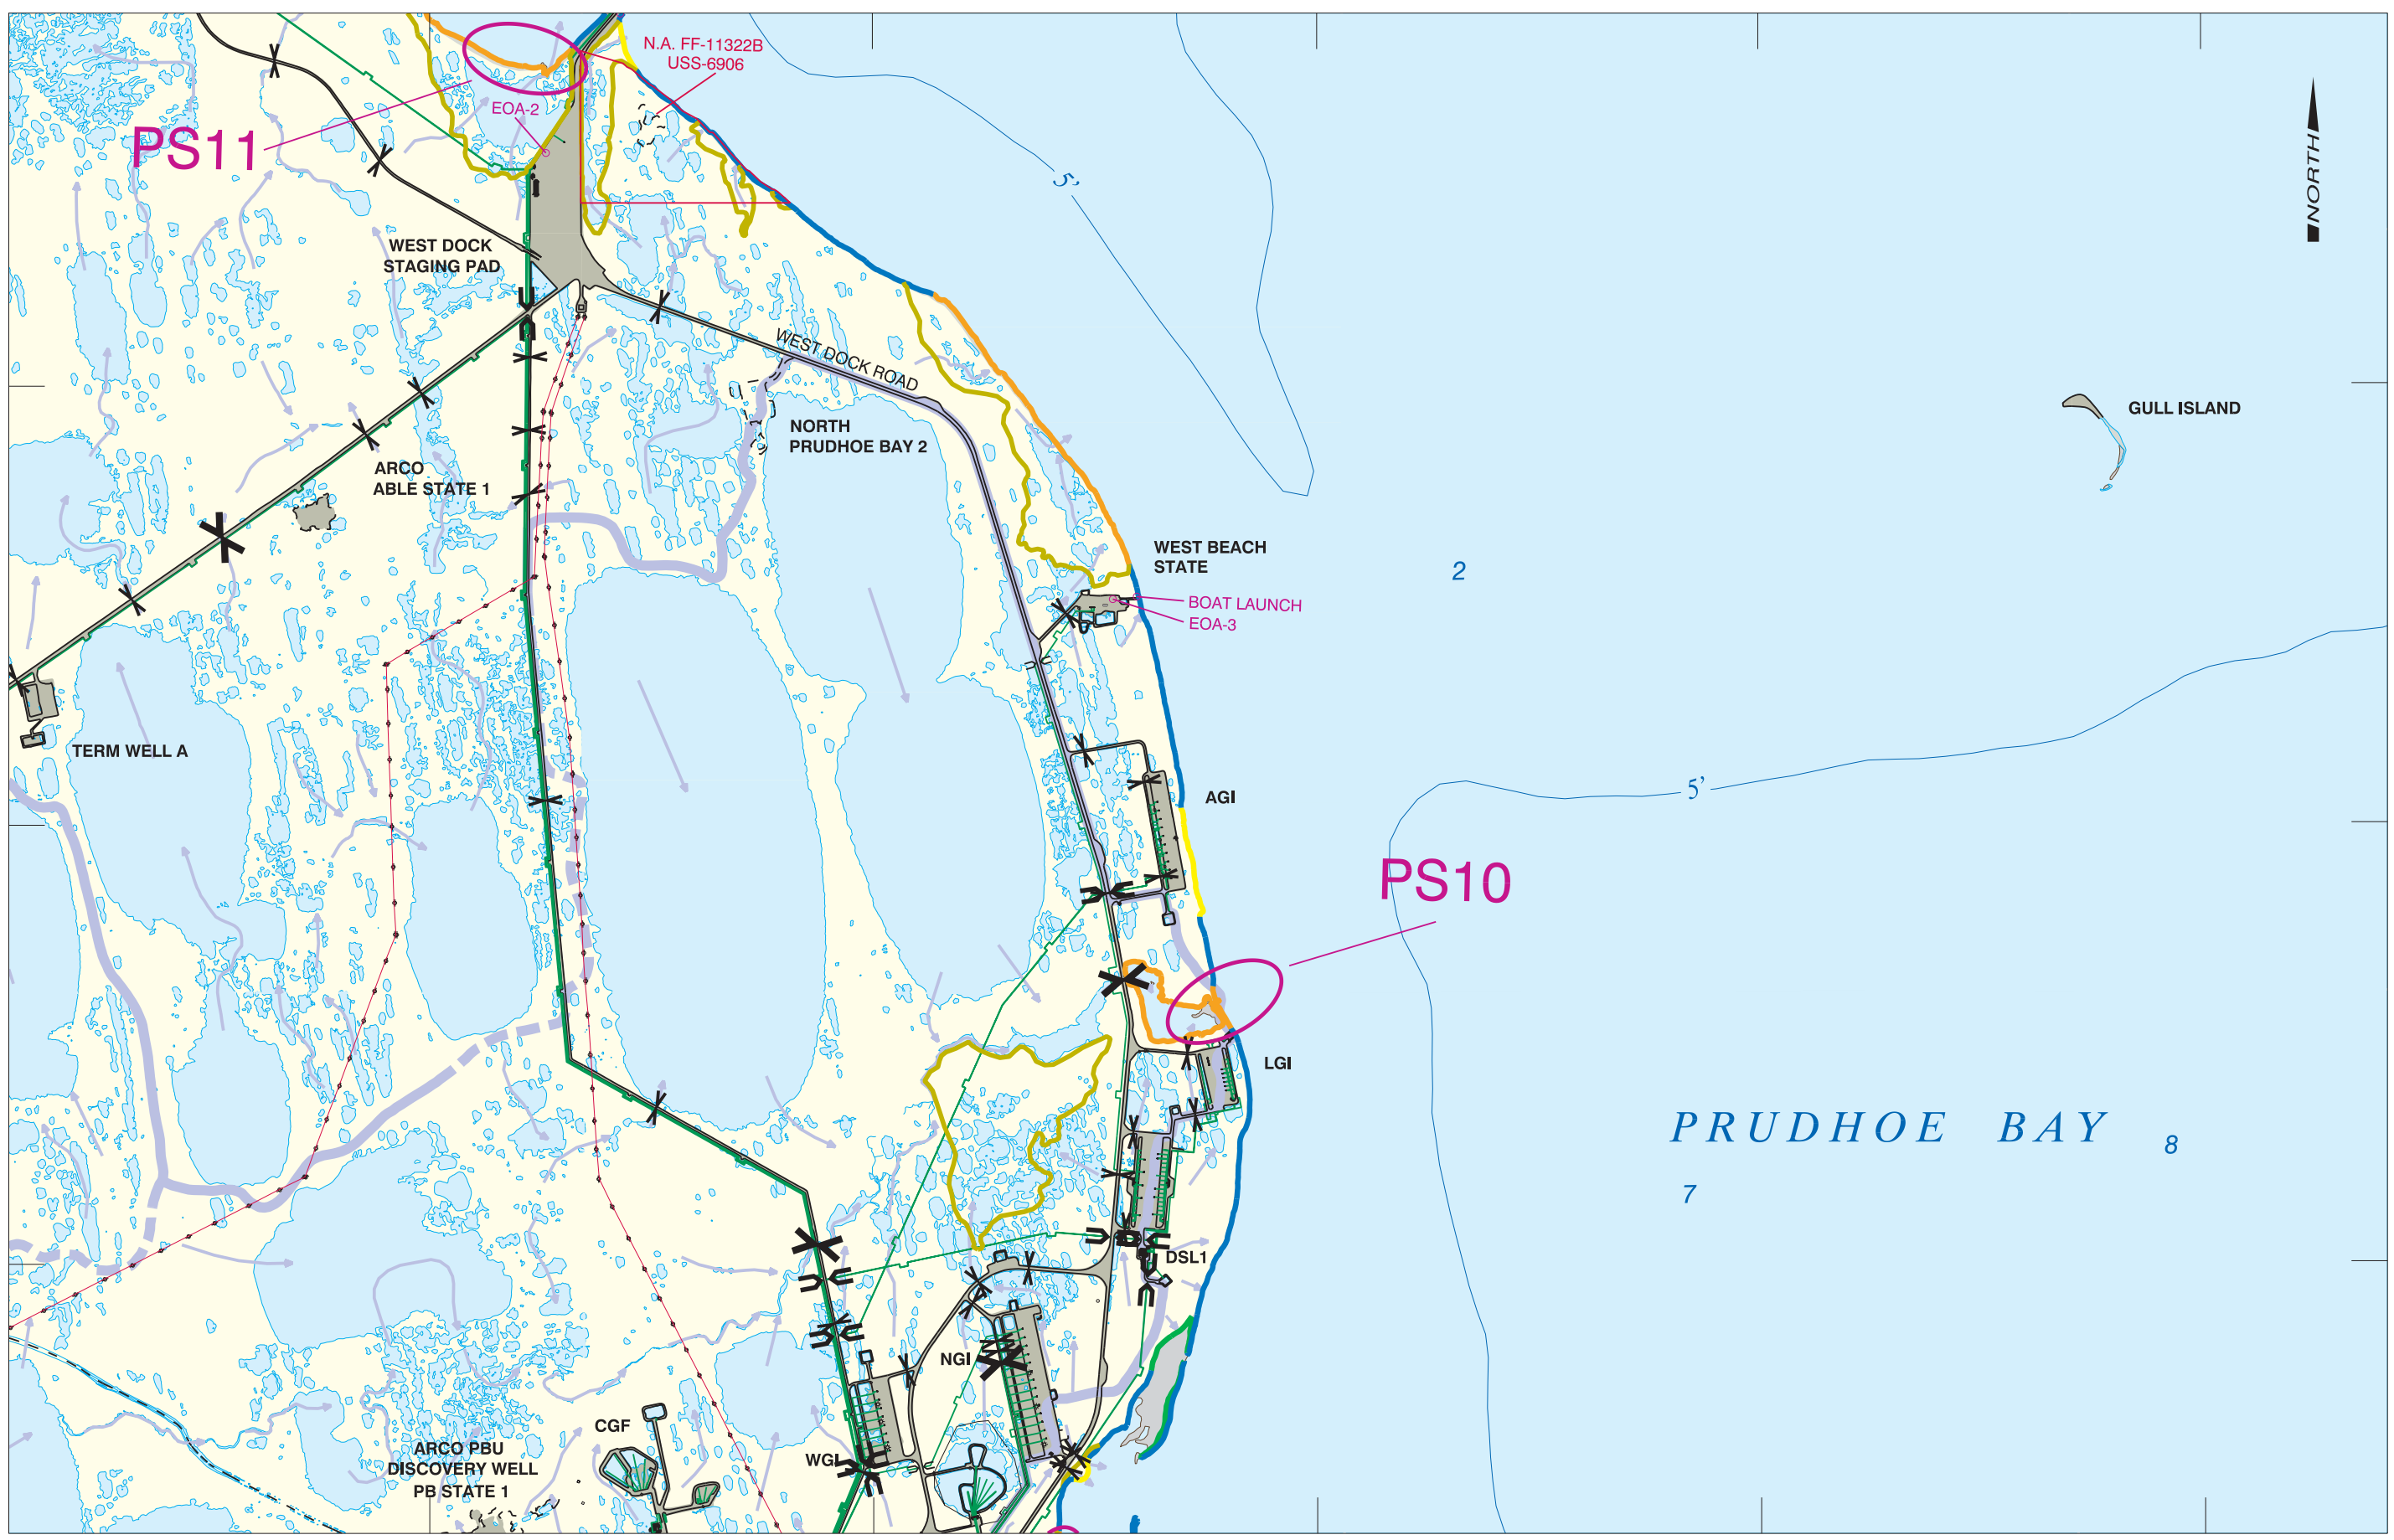 N.A. FF-11322B
USS-6906
EOA-2
PS11
5'
NORTH
WEST DOCK
STAGING PAD
WEST DOCK ROAD
GULL ISLAND
NORTH
PRUDHOE BAY 2
ARCO
ABLE STATE 1
WEST BEACH
STATE
2
BOAT LAUNCH
EOA-3
TERM WELL A
5'
AGI
PS10
LGI
PRUDHOE BAY
8
7
DSL1
NGI
CGF
ARCO PBU
DISCOVERY WELL
PB STATE 1
WGI